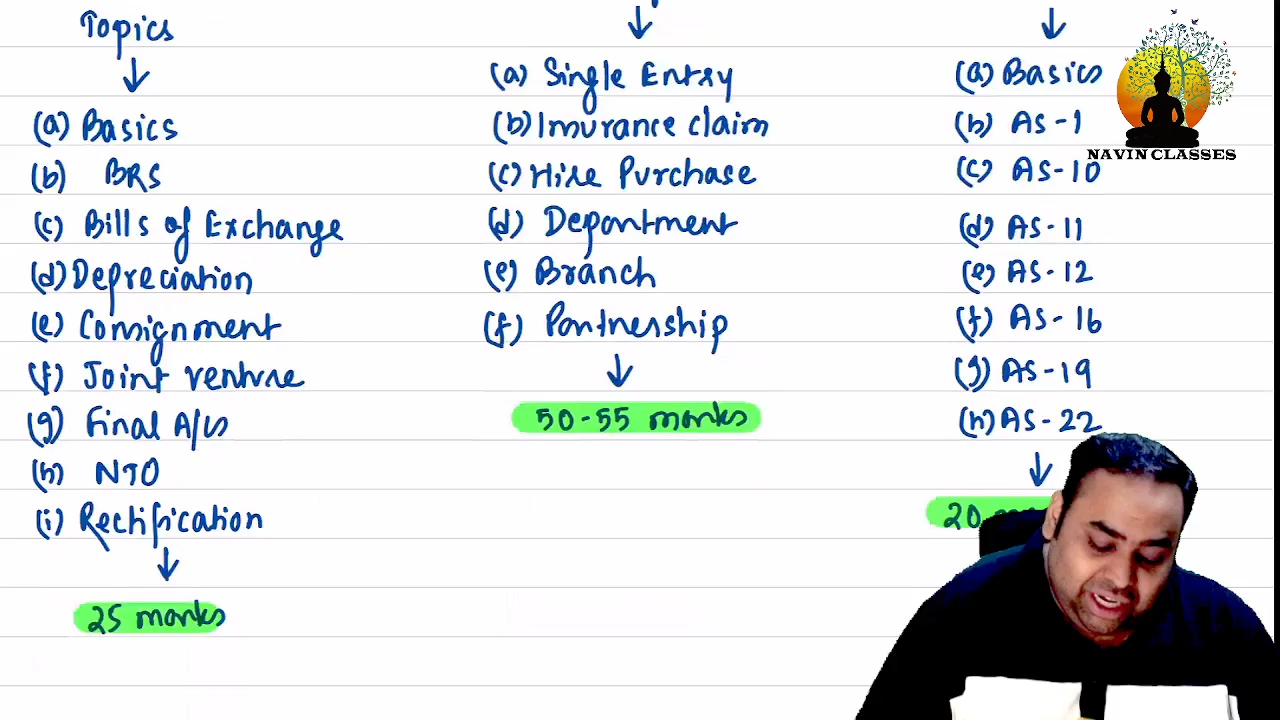 Topics
(a) Basics
(b) BRS
(c) Bills of Exchange
(d) Depreciation
(e) Consignment
(f) Joint venture
(g) Final A/cs
(h) NTO
(i) Rectification
25 marks
(a) Single Entry
(b) Insurance claim
(c) Hire Purchase
(d) Department
(e) Branch
(f) Partnership
50-55 marks
(a) Basics
(b) AS-1
(c) AS-10
(d) AS-11
(e) AS-12
(f) AS-16
(g) AS-19
(h) AS-22
20
NAVIN CLASSES